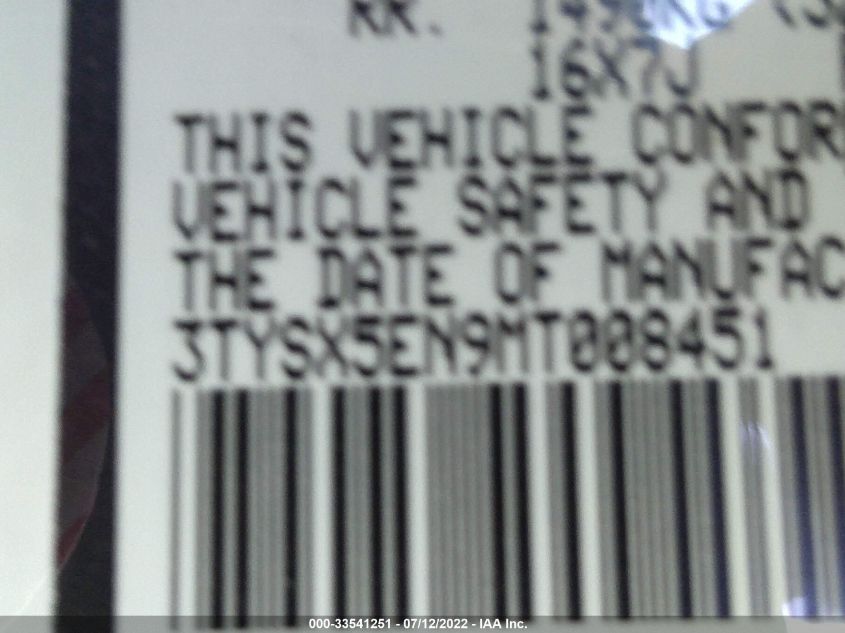 RR.
16X7J
THIS VEHICLE CONFOR
VEHICLE SAFETY AND
THE DATE OF MANUFAC
3TYSX5EN9MT008451
000-33541251 - 07/12/2022 - IAA Inc.